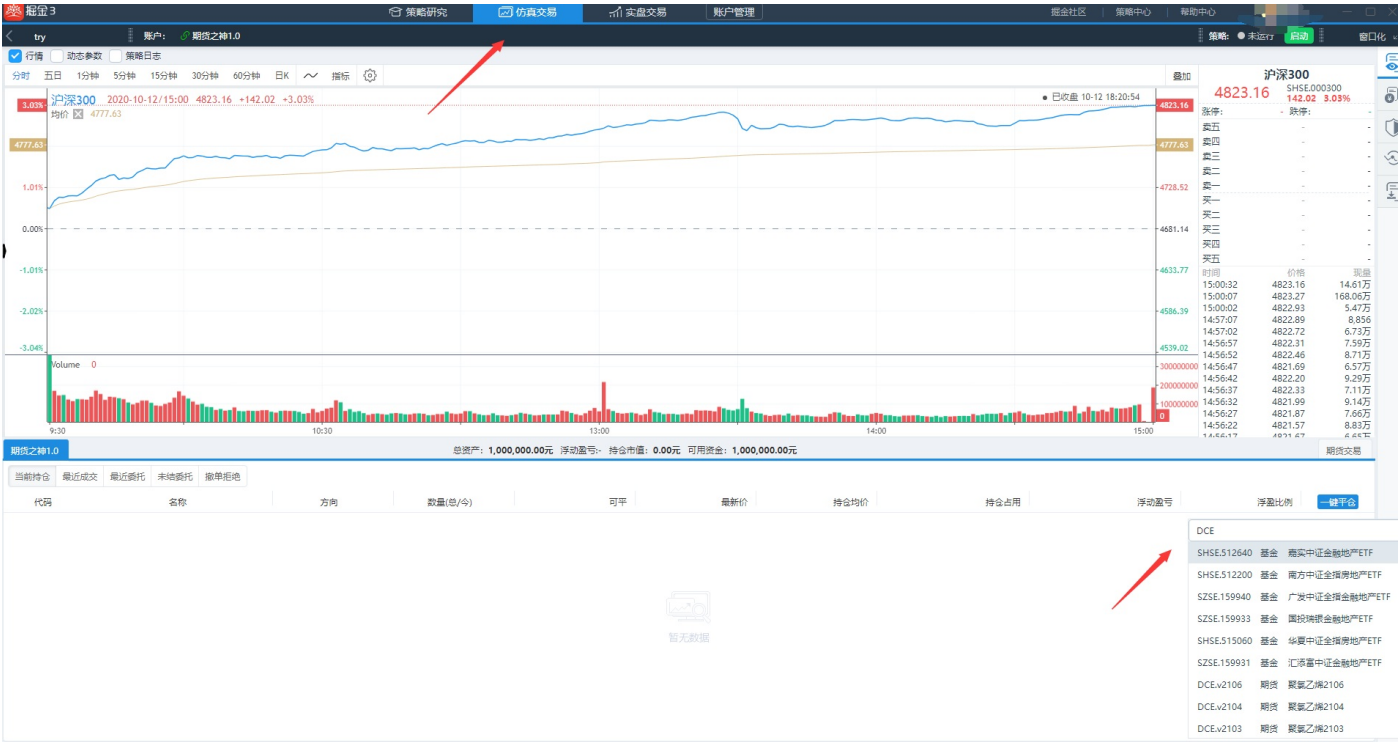 掘金3 策略研究 仿真交易 实盘交易 账户管理 掘金社区 策略中心 帮助中心
try 账户: 期货之神1.0 策略: 未运行 启动 窗口化
行情 动态参数 策略日志
分时 五日 1分钟 5分钟 15分钟 30分钟 60分钟 日K 指标 叠加
沪深300 2020-10-12/15:00 4823.16 +142.02 +3.03%
均价 4777.63
已收盘 10-12 18:20:54
3.03% 4823.16
4777.63 4777.63
1.01% 4728.52
0.00% 4681.14
-1.01% 4633.77
-2.02% 4586.39
-3.04% 4539.02
Volume 0
300000000
200000000
100000000
0
9:30 10:30 13:00 14:00 15:00
沪深300
4823.16 SHSE.000300
142.02 3.03%
涨停: - 跌停: -
卖五 - -
卖四 - -
卖三 - -
卖二 - -
卖一 - -
买一 - -
买二 - -
买三 - -
买四 - -
买五 - -
时间 价格 现量
15:00:32 4823.16 14.61万
15:00:07 4823.27 168.06万
15:00:02 4822.93 5.47万
14:57:07 4822.89 8,856
14:57:02 4822.72 6.73万
14:56:57 4822.31 7.59万
14:56:52 4822.46 8.71万
14:56:47 4821.69 6.57万
14:56:42 4822.20 9.29万
14:56:37 4822.33 7.11万
14:56:32 4821.99 9.14万
14:56:27 4821.87 7.66万
14:56:22 4821.57 8.83万
14:56:17 4821.67 6.65万
期货之神1.0 总资产: 1,000,000.00元 浮动盈亏:- 持仓市值: 0.00元 可用资金: 1,000,000.00元 期货交易
当前持仓 最近成交 最近委托 未结委托 撤单拒绝
代码 名称 方向 数量(总/今) 可平 最新价 持仓均价 持仓占用 浮动盈亏 浮盈比例 一键平仓
暂无数据
DCE
SHSE.512640 基金 嘉实中证金融地产ETF
SHSE.512200 基金 南方中证全指房地产ETF
SZSE.159940 基金 广发中证全指金融地产ETF
SZSE.159933 基金 国投瑞银金融地产ETF
SHSE.515060 基金 华夏中证全指房地产ETF
SZSE.159931 基金 汇添富中证金融地产ETF
DCE.v2106 期货 聚氯乙烯2106
DCE.v2104 期货 聚氯乙烯2104
DCE.v2103 期货 聚氯乙烯2103